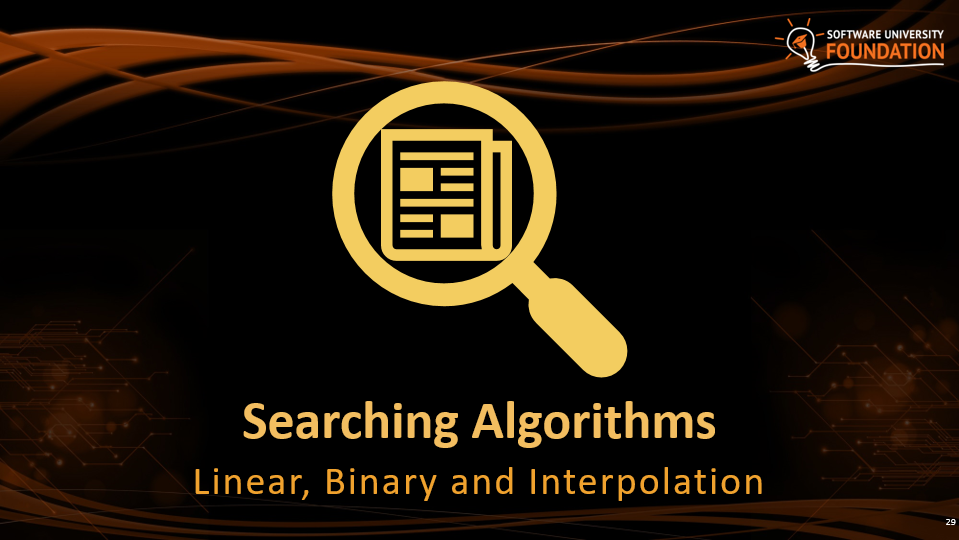 SOFTWARE UNIVERSITY
FOUNDATION
Searching Algorithms
Linear, Binary and Interpolation
29